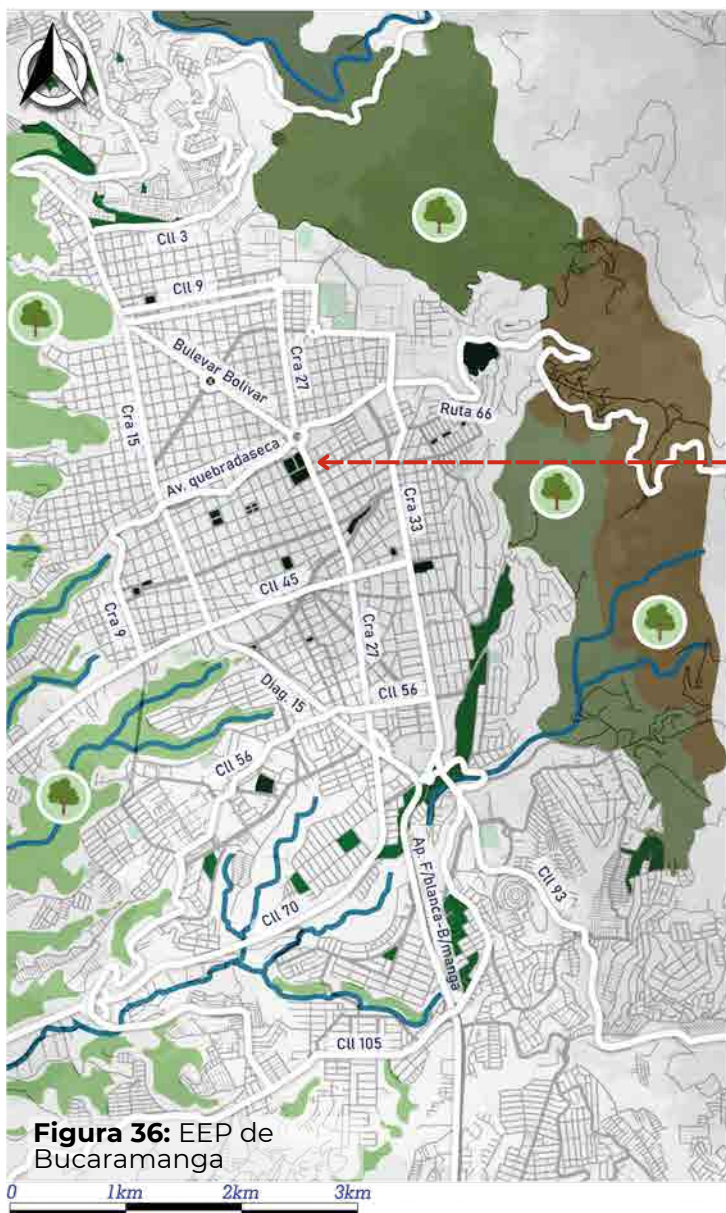 Cll 3
Cll 9
Bulevar Bolivar
Cra 27
Cra 15
Ruta 66
Av. quebradaseca
Cra 33
Cll 45
Cra 9
Cra 27
Diag. 15
Cll 56
Cll 56
Ap. F/blanca-B/manga
Cll 93
Cll 70
Cll 105
Figura 36: EEP de
Bucaramanga
0 1km 2km 3km